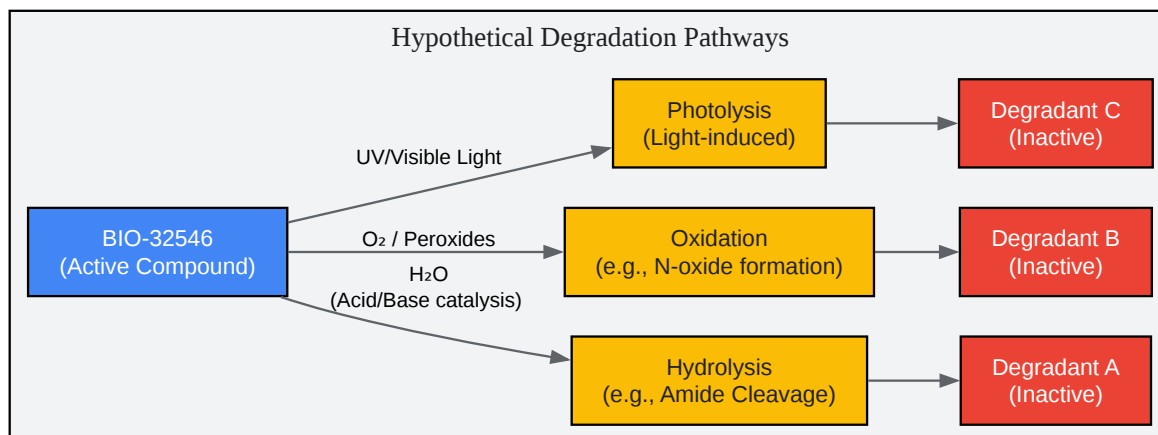 Hypothetical Degradation Pathways
Photolysis
(Light-induced)
Degradant C
(Inactive)
UV/Visible Light
BIO-32546
(Active Compound)
O₂ / Peroxides
Oxidation
(e.g., N-oxide formation)
Degradant B
(Inactive)
H₂O
(Acid/Base catalysis)
Hydrolysis
(e.g., Amide Cleavage)
Degradant A
(Inactive)